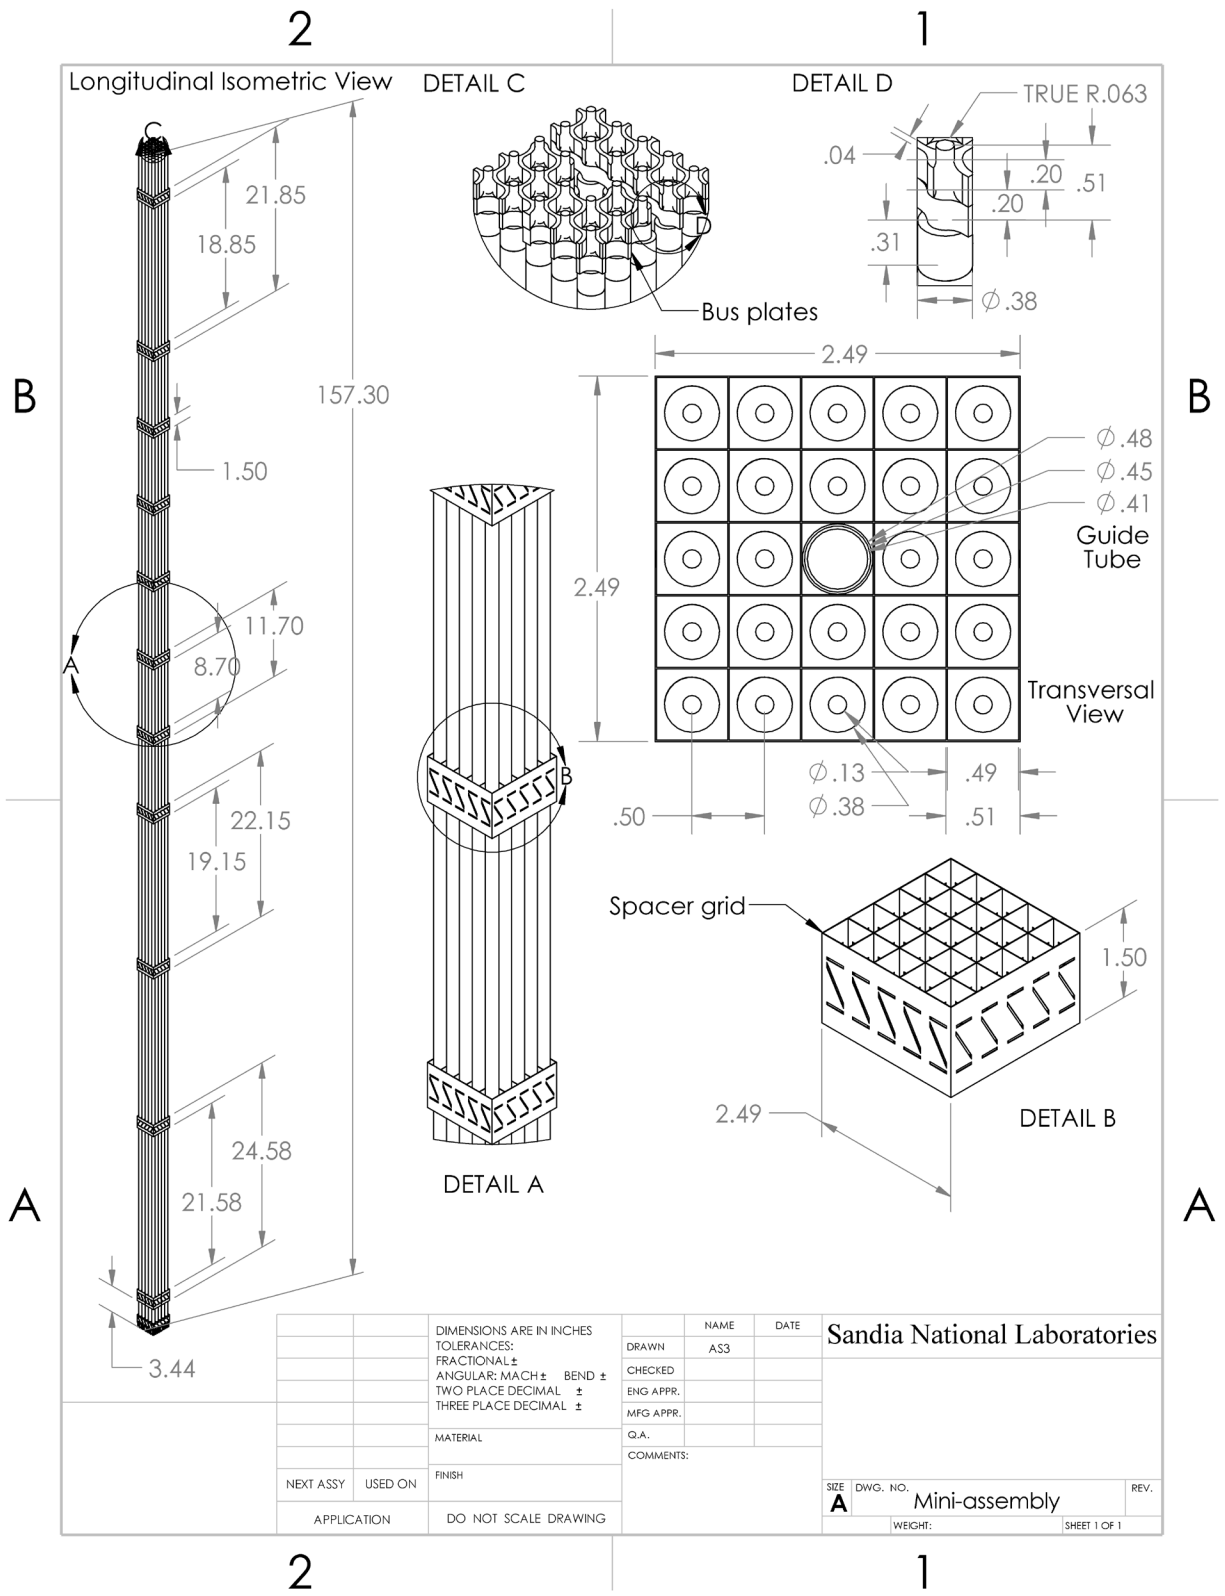 2
1
Longitudinal Isometric View
DETAIL C
DETAIL D
C
TRUE R.063
.04
.20
.51
.20
.31
Ø .38
21.85
18.85
D
Bus plates
157.30
1.50
B
B
2.49
Ø .48
Ø .45
Ø .41
Guide
Tube
2.49
11.70
8.70
A
Transversal
View
B
Ø .13
.49
Ø .38
.50
.51
22.15
19.15
Spacer grid
1.50
2.49
DETAIL B
24.58
21.58
DETAIL A
A
A
3.44
DIMENSIONS ARE IN INCHES
TOLERANCES:
FRACTIONAL ±
ANGULAR: MACH ± BEND ±
TWO PLACE DECIMAL ±
THREE PLACE DECIMAL ±
MATERIAL
FINISH
DO NOT SCALE DRAWING
NEXT ASSY
USED ON
APPLICATION
NAME
DATE
DRAWN
AS3
CHECKED
ENG APPR.
MFG APPR.
Q.A.
COMMENTS:
Sandia National Laboratories
SIZE
A
DWG. NO.
Mini-assembly
REV.
WEIGHT:
SHEET 1 OF 1
2
1